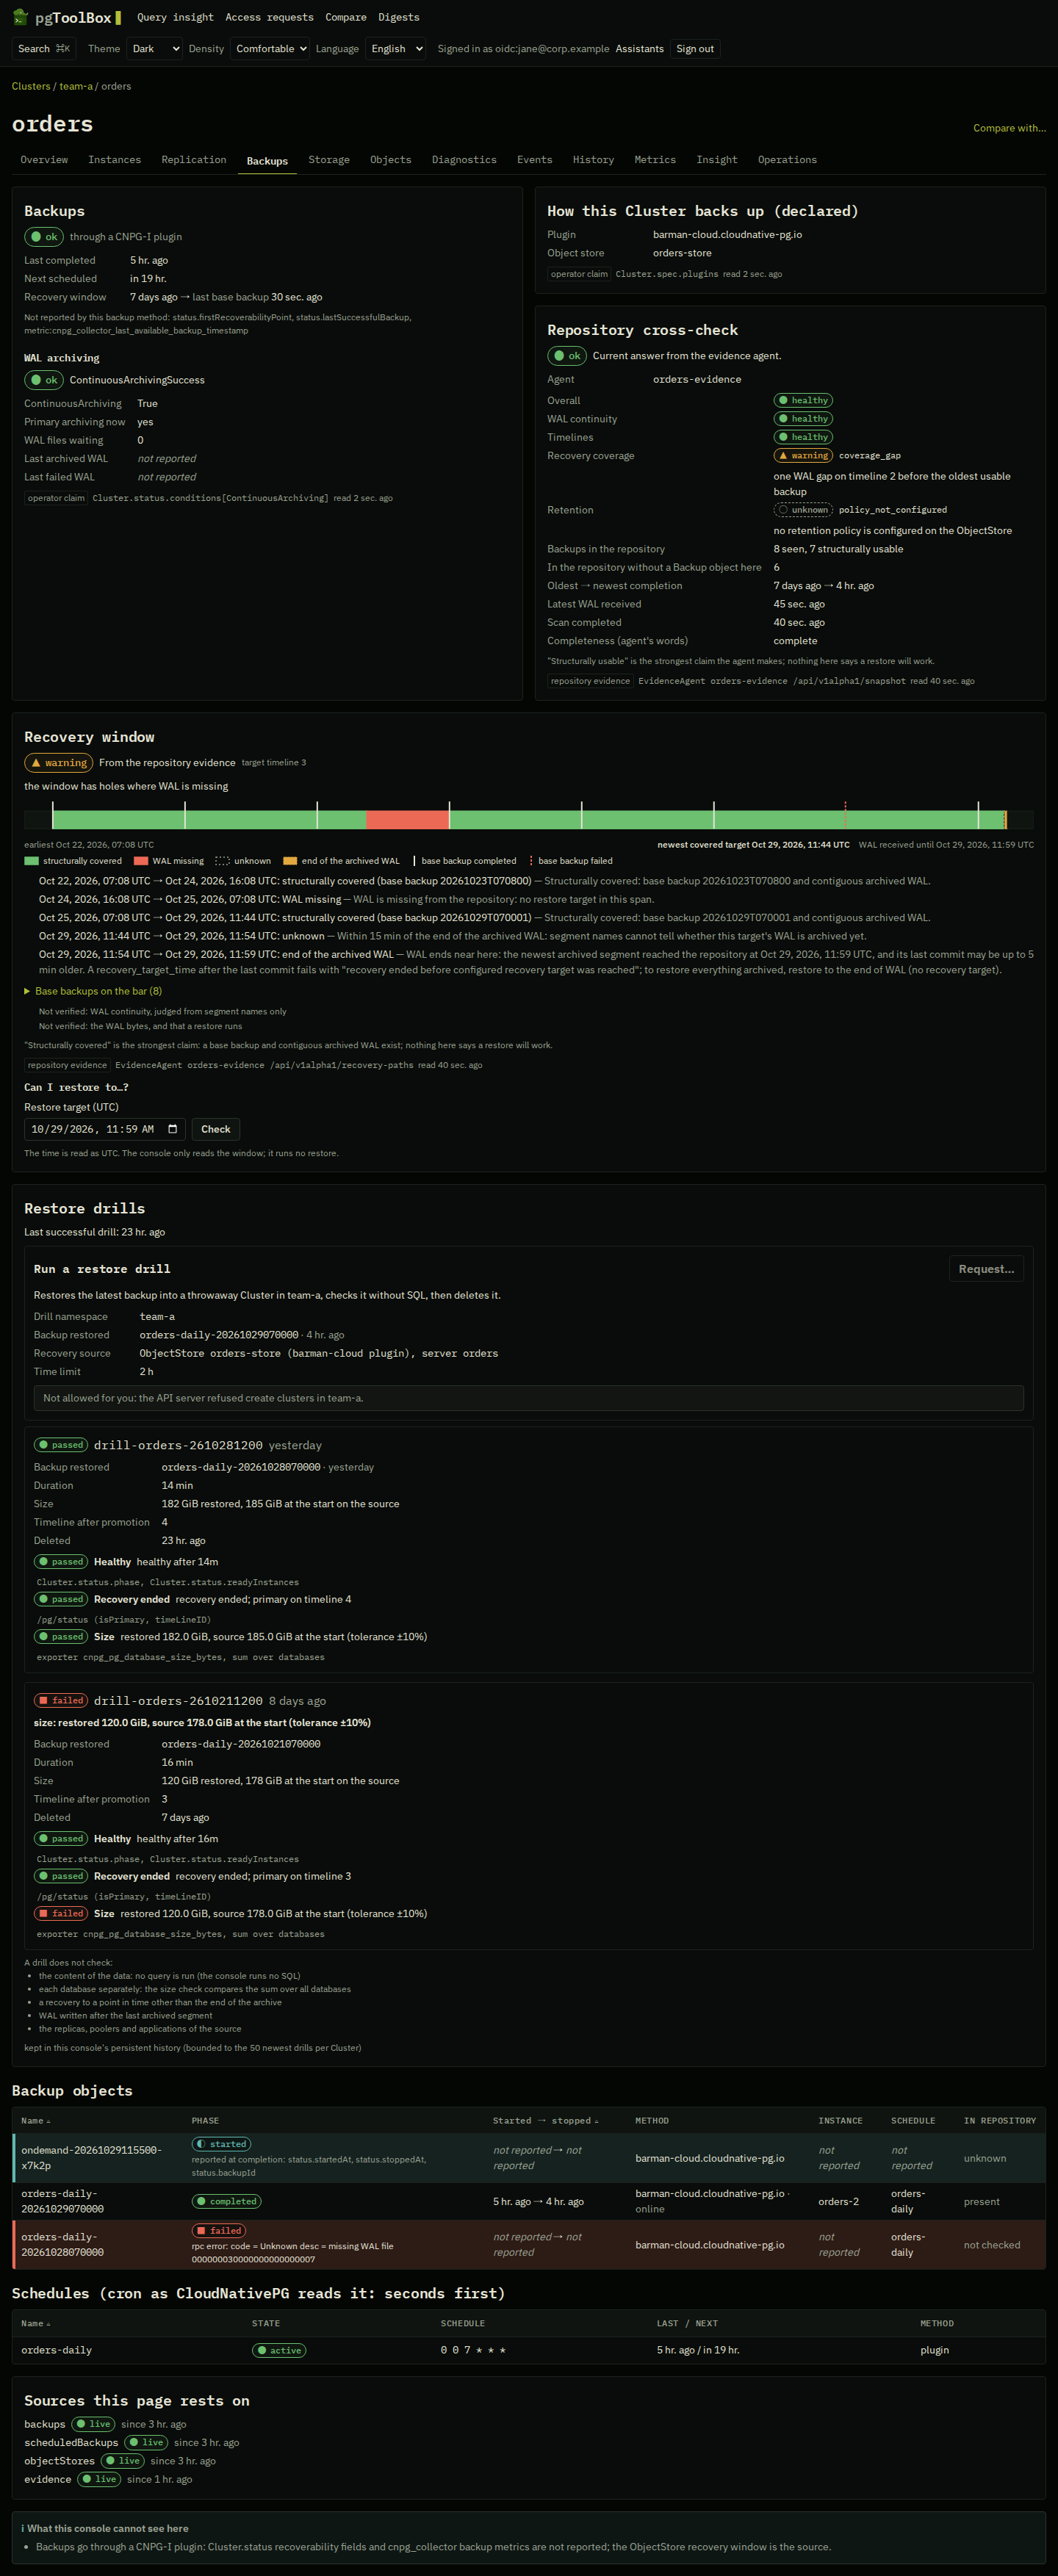 pgToolBox Query insight Access requests Compare Digests
Search ⌘K Theme Dark Density Comfortable Language English Signed in as oidc:jane@corp.example Assistants Sign out
Clusters / team-a / orders
orders
Compare with…
Overview Instances Replication Backups Storage Objects Diagnostics Events History Metrics Insight Operations
Backups
ok through a CNPG-I plugin
Last completed 5 hr. ago
Next scheduled in 19 hr.
Recovery window 7 days ago → last base backup 30 sec. ago
Not reported by this backup method: status.firstRecoverabilityPoint, status.lastSuccessfulBackup,
metric:cnpg_collector_last_available_backup_timestamp
WAL archiving
ok ContinuousArchivingSuccess
ContinuousArchiving True
Primary archiving now yes
WAL files waiting 0
Last archived WAL not reported
Last failed WAL not reported
operator claim Cluster.status.conditions[ContinuousArchiving] read 2 sec. ago
How this Cluster backs up (declared)
Plugin barman-cloud.cloudnative-pg.io
Object store orders-store
operator claim Cluster.spec.plugins read 2 sec. ago
Repository cross-check
ok Current answer from the evidence agent.
Agent orders-evidence
Overall healthy
WAL continuity healthy
Timelines healthy
Recovery coverage warning coverage_gap
one WAL gap on timeline 2 before the oldest usable
backup
Retention unknown policy_not_configured
no retention policy is configured on the ObjectStore
Backups in the repository 8 seen, 7 structurally usable
In the repository without a Backup object here 6
Oldest → newest completion 7 days ago → 4 hr. ago
Latest WAL received 45 sec. ago
Scan completed 40 sec. ago
Completeness (agent's words) complete
"Structurally usable" is the strongest claim the agent makes; nothing here says a restore will work.
repository evidence EvidenceAgent orders-evidence /api/v1alpha1/snapshot read 40 sec. ago
Recovery window
warning From the repository evidence target timeline 3
the window has holes where WAL is missing
earliest Oct 22, 2026, 07:08 UTC newest covered target Oct 29, 2026, 11:44 UTC WAL received until Oct 29, 2026, 11:59 UTC
structurally covered WAL missing unknown end of the archived WAL base backup completed base backup failed
Oct 22, 2026, 07:08 UTC → Oct 24, 2026, 16:08 UTC: structurally covered (base backup 20261023T070800) — Structurally covered: base backup 20261023T070800 and contiguous archived WAL.
Oct 24, 2026, 16:08 UTC → Oct 25, 2026, 07:08 UTC: WAL missing — WAL is missing from the repository: no restore target in this span.
Oct 25, 2026, 07:08 UTC → Oct 29, 2026, 11:44 UTC: structurally covered (base backup 20261029T070001) — Structurally covered: base backup 20261029T070001 and contiguous archived WAL.
Oct 29, 2026, 11:44 UTC → Oct 29, 2026, 11:54 UTC: unknown — Within 15 min of the end of the archived WAL: segment names cannot tell whether this target's WAL is archived yet.
Oct 29, 2026, 11:54 UTC → Oct 29, 2026, 11:59 UTC: end of the archived WAL — WAL ends near here: the newest archived segment reached the repository at Oct 29, 2026, 11:59 UTC, and its last commit may be up to 5
min older. A recovery_target_time after the last commit fails with "recovery ended before configured recovery target was reached"; to restore everything archived, restore to the end of WAL (no recovery target).
▶ Base backups on the bar (8)
Not verified: WAL continuity, judged from segment names only
Not verified: the WAL bytes, and that a restore runs
"Structurally covered" is the strongest claim: a base backup and contiguous archived WAL exist; nothing here says a restore will work.
repository evidence EvidenceAgent orders-evidence /api/v1alpha1/recovery-paths read 40 sec. ago
Can I restore to…?
Restore target (UTC)
10/29/2026, 11:59 AM Check
The time is read as UTC. The console only reads the window; it runs no restore.
Restore drills
Last successful drill: 23 hr. ago
Run a restore drill Request…
Restores the latest backup into a throwaway Cluster in team-a, checks it without SQL, then deletes it.
Drill namespace team-a
Backup restored orders-daily-20261029070000 · 4 hr. ago
Recovery source ObjectStore orders-store (barman-cloud plugin), server orders
Time limit 2 h
Not allowed for you: the API server refused create clusters in team-a.
passed drill-orders-2610281200 yesterday
Backup restored orders-daily-20261028070000 · yesterday
Duration 14 min
Size 182 GiB restored, 185 GiB at the start on the source
Timeline after promotion 4
Deleted 23 hr. ago
passed Healthy healthy after 14m
Cluster.status.phase, Cluster.status.readyInstances
passed Recovery ended recovery ended; primary on timeline 4
/pg/status (isPrimary, timeLineID)
passed Size restored 182.0 GiB, source 185.0 GiB at the start (tolerance ±10%)
exporter cnpg_pg_database_size_bytes, sum over databases
failed drill-orders-2610211200 8 days ago
size: restored 120.0 GiB, source 178.0 GiB at the start (tolerance ±10%)
Backup restored orders-daily-20261021070000
Duration 16 min
Size 120 GiB restored, 178 GiB at the start on the source
Timeline after promotion 3
Deleted 7 days ago
passed Healthy healthy after 16m
Cluster.status.phase, Cluster.status.readyInstances
passed Recovery ended recovery ended; primary on timeline 3
/pg/status (isPrimary, timeLineID)
failed Size restored 120.0 GiB, source 178.0 GiB at the start (tolerance ±10%)
exporter cnpg_pg_database_size_bytes, sum over databases
A drill does not check:
• the content of the data: no query is run (the console runs no SQL)
• each database separately: the size check compares the sum over all databases
• a recovery to a point in time other than the end of the archive
• WAL written after the last archived segment
• the replicas, poolers and applications of the source
kept in this console's persistent history (bounded to the 50 newest drills per Cluster)
Backup objects
Name PHASE Started → stopped METHOD INSTANCE SCHEDULE IN REPOSITORY
ondemand-20261029115500-x7k2p started reported at completion: status.startedAt, status.stoppedAt, status.backupId not reported → not reported barman-cloud.cloudnative-pg.io not reported not reported unknown
orders-daily-20261029070000 completed 5 hr. ago → 4 hr. ago barman-cloud.cloudnative-pg.io · online orders-2 orders-daily present
orders-daily-20261028070000 failed rpc error: code = Unknown desc = missing WAL file 000000030000000000000007 not reported → not reported barman-cloud.cloudnative-pg.io not reported orders-daily not checked
Schedules (cron as CloudNativePG reads it: seconds first)
Name STATE SCHEDULE LAST / NEXT METHOD
orders-daily active 0 0 7 * * * 5 hr. ago / in 19 hr. plugin
Sources this page rests on
backups live since 3 hr. ago
scheduledBackups live since 3 hr. ago
objectStores live since 3 hr. ago
evidence live since 1 hr. ago
i What this console cannot see here
• Backups go through a CNPG-I plugin: Cluster.status recoverability fields and cnpg_collector backup metrics are not reported; the ObjectStore recovery window is the source.